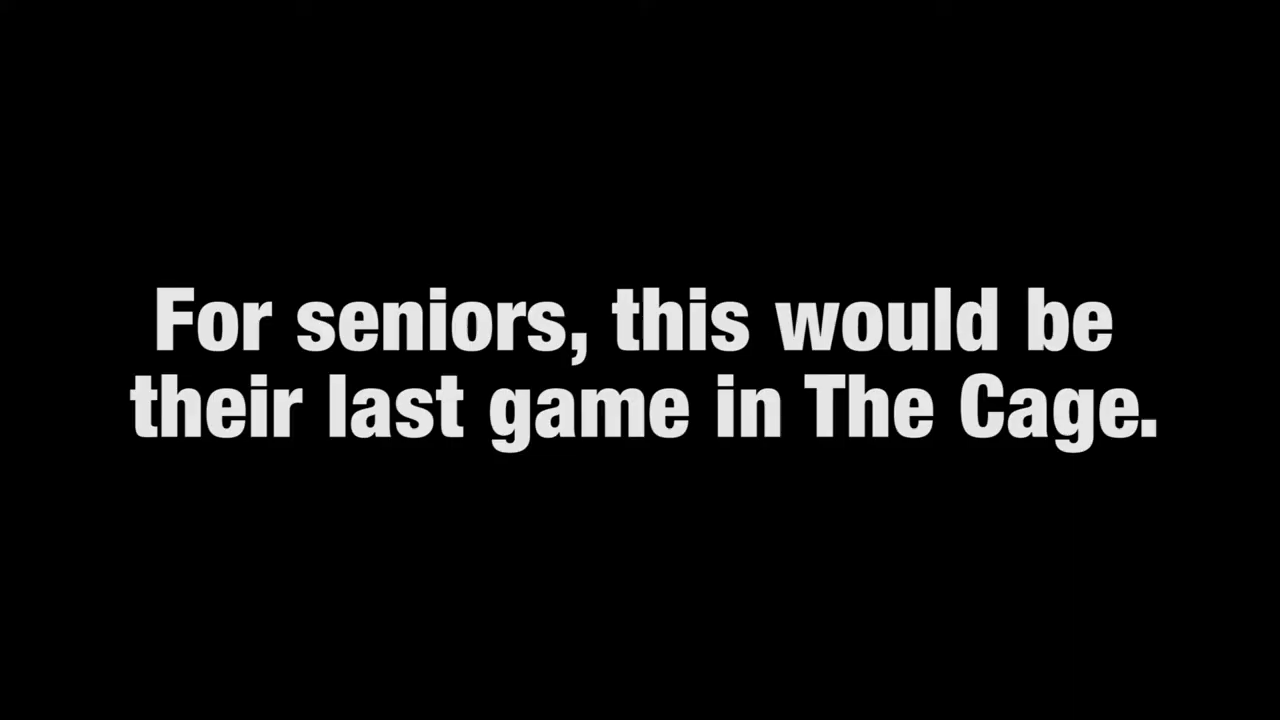 For seniors, this would be
their last game in The Cage.